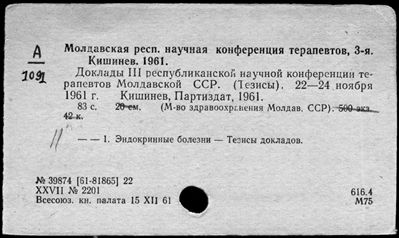 А
1091
Молдавская респ. научная конференция терапевтов, 3-я.
Кишинев. 1961.
Доклады III республиканской научной конференции те-
рапевтов Молдавской ССР. (Тезисы). 22—24 ноября
1961 г. Кишинев, Партиздат, 1961.
83 с. 20 см. (М-во здравоохранения Молдав. ССР). 500 экз.
42 к.
— — 1. Эндокринные болезни — Тезисы докладов.
№ 39874 [61-81865] 22
XXVII № 2201
Всесоюз. кн. палата 15 XII 61
616.4
М75